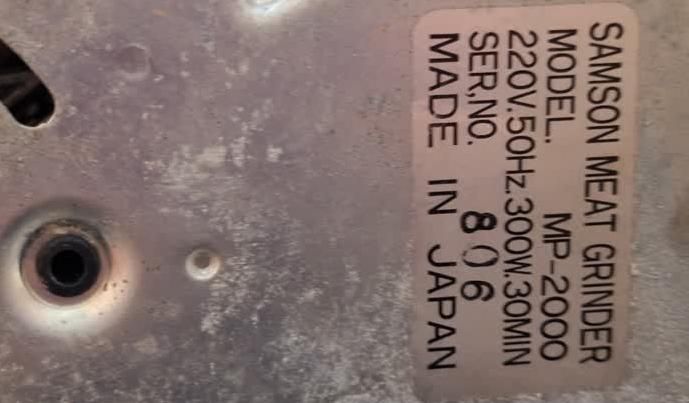 SAMSON MEAT GRINDER
MODEL. MP-2000
220V.50Hz.300W.30MIN
SER.NO. 806
MADE IN JAPAN